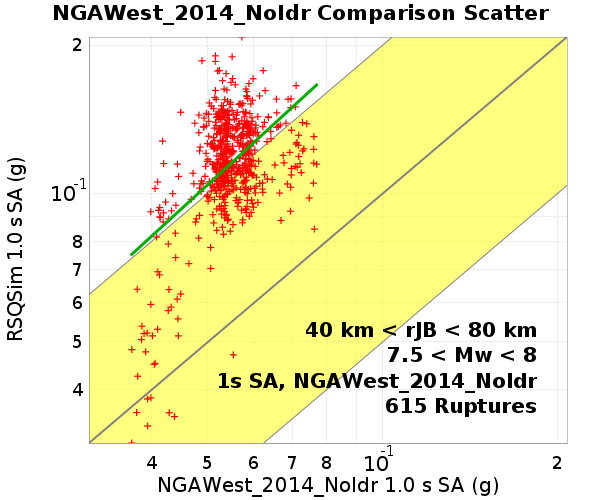 NGAWest_2014_NoIdr Comparison Scatter
2
10-1
8
7
6
5
4
RSQSim 1.0 s SA (g)
40 km < rJB < 80 km
7.5 < Mw < 8
1s SA, NGAWest_2014_NoIdr
615 Ruptures
4 5 6 7 8 10-1 2
NGAWest_2014_NoIdr 1.0 s SA (g)